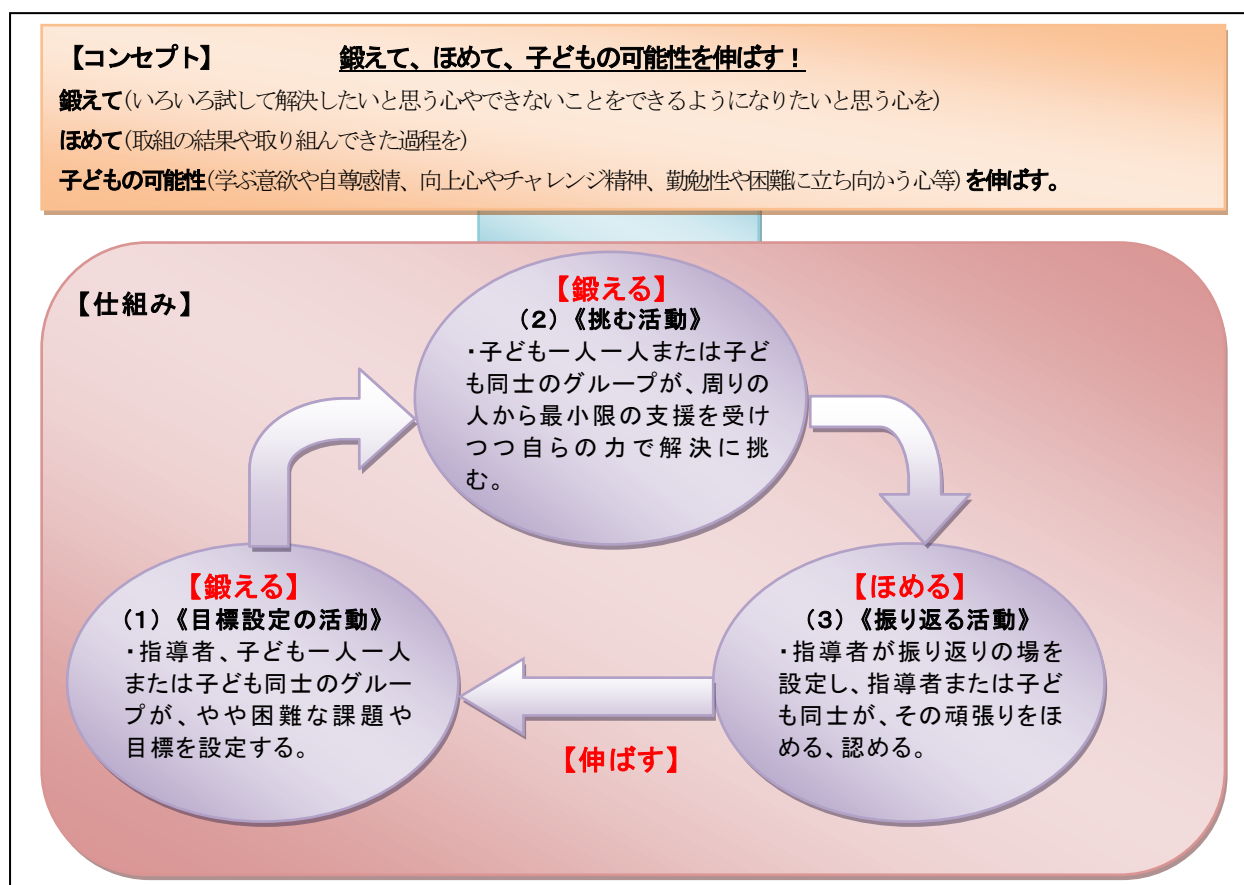 【コンセプト】 鍛えて、ほめて、子どもの可能性を伸ばす！
鍛えて(いろいろ試して解決したいと思う心やできないことをできるようになりたいと思う心を)
ほめて(取組の結果や取り組んできた過程を)
子どもの可能性(学ぶ意欲や自尊感情、向上心やチャレンジ精神、勤勉性や困難に立ち向かう心等)を伸ばす。
【仕組み】
【鍛える】
（２）《挑む活動》
・子ども一人一人または子ど
も同士のグループが、周りの
人から最小限の支援を受け
つつ自らの力で解決に挑
む。
【鍛える】
（１）《目標設定の活動》
・指導者、子ども一人一人
または子ども同士のグルー
プが、やや困難な課題や
目標を設定する。
【ほめる】
（３）《振り返る活動》
・指導者が振り返りの場を
設定し、指導者または子ど
も同士が、その頑張りをほ
める、認める。
【伸ばす】